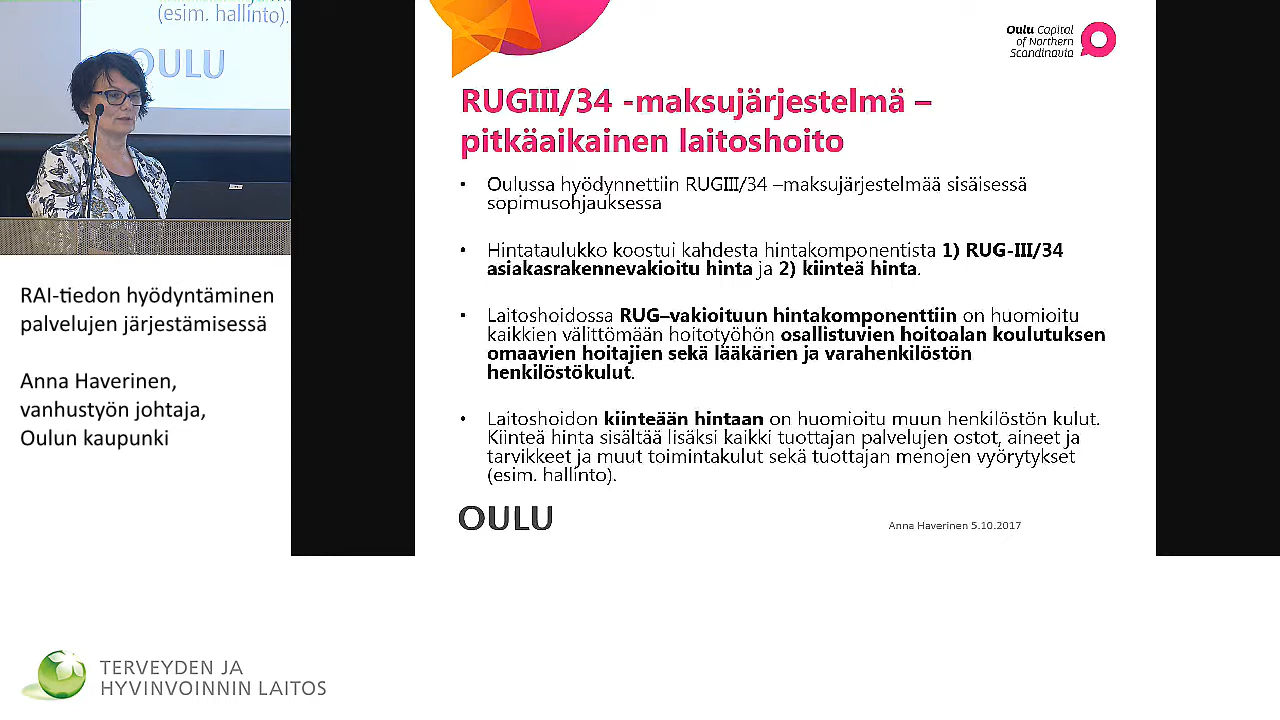 (esim. hallinto).
OULU
RAI-tiedon hyödyntäminen
palvelujen järjestämisessä
Anna Haverinen,
vanhustyön johtaja,
Oulun kaupunki
Oulu Capital
of Northern
Scandinavia
RUGIII/34 -maksujärjestelmä –
pitkäaikainen laitoshoito
• Oulussa hyödynnettiin RUGIII/34 –maksujärjestelmää sisäisessä
sopimusohjauksessa
• Hintataulukko koostui kahdesta hintakomponentista 1) RUG-III/34
asiakasrakennevakioitu hinta ja 2) kiinteä hinta.
• Laitoshoidossa RUG–vakioituun hintakomponenttiin on huomioitu
kaikkien välittömään hoitotyöhön osallistuvien hoitoalan koulutuksen
omaavien hoitajien sekä lääkärien ja varahenkilöstön
henkilöstökulut.
• Laitoshoidon kiinteään hintaan on huomioitu muun henkilöstön kulut.
Kiinteä hinta sisältää lisäksi kaikki tuottajan palvelujen ostot, aineet ja
tarvikkeet ja muut toimintakulut sekä tuottajan menojen vyörytykset
(esim. hallinto).
OULU
Anna Haverinen 5.10.2017
TERVEYDEN JA
HYVINVOINNIN LAITOS